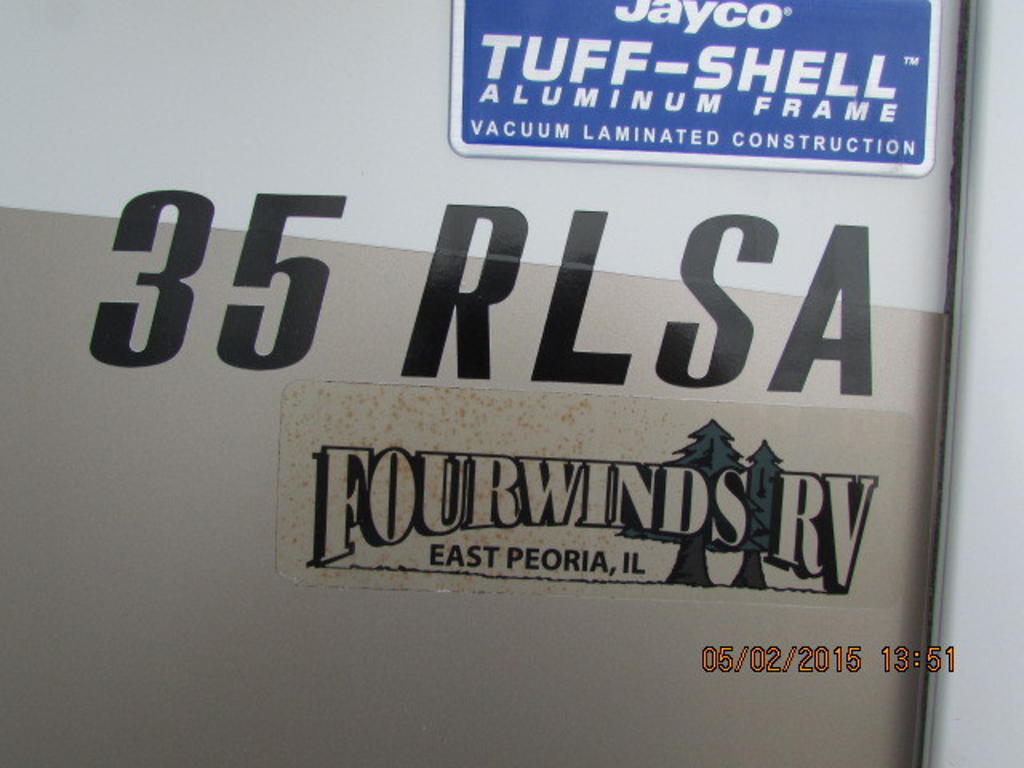 Jayco®
TUFF-SHELL™
ALUMINUM FRAME
VACUUM LAMINATED CONSTRUCTION
35 RLSA
FOURWINDS RV
EAST PEORIA, IL
05/02/2015 13:51